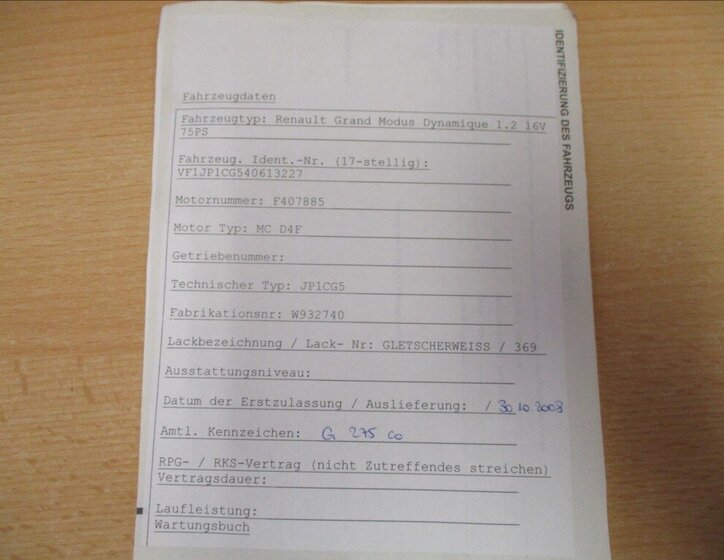 IDENTIFIZIERUNG DES FAHRZEUGS
Fahrzeugdaten
Fahrzeugtyp: Renault Grand Modus Dynamique 1.2 16V
75PS
Fahrzeug. Ident.-Nr. (17-stellig):
VF1JP1CG540613227
Motornummer: F407885
Motor Typ: MC D4F
Getriebenummer:
Technischer Typ: JP1CG5
Fabrikationsnr: W932740
Lackbezeichnung / Lack- Nr: GLETSCHERWEISS / 369
Ausstattungsniveau:
Datum der Erstzulassung / Auslieferung: / 30.10.2008
Amtl. Kennzeichen: G 275 CO
RPG- / RKS-Vertrag (nicht Zutreffendes streichen)
Vertragsdauer:
Laufleistung:
Wartungsbuch